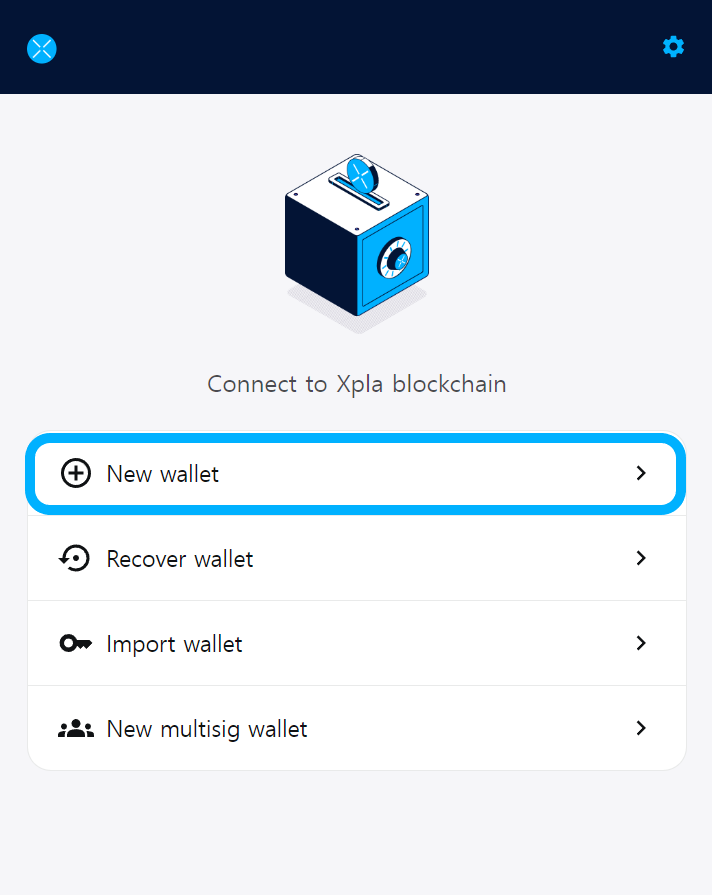 Connect to Xpla blockchain
New wallet
Recover wallet
Import wallet
New multisig wallet